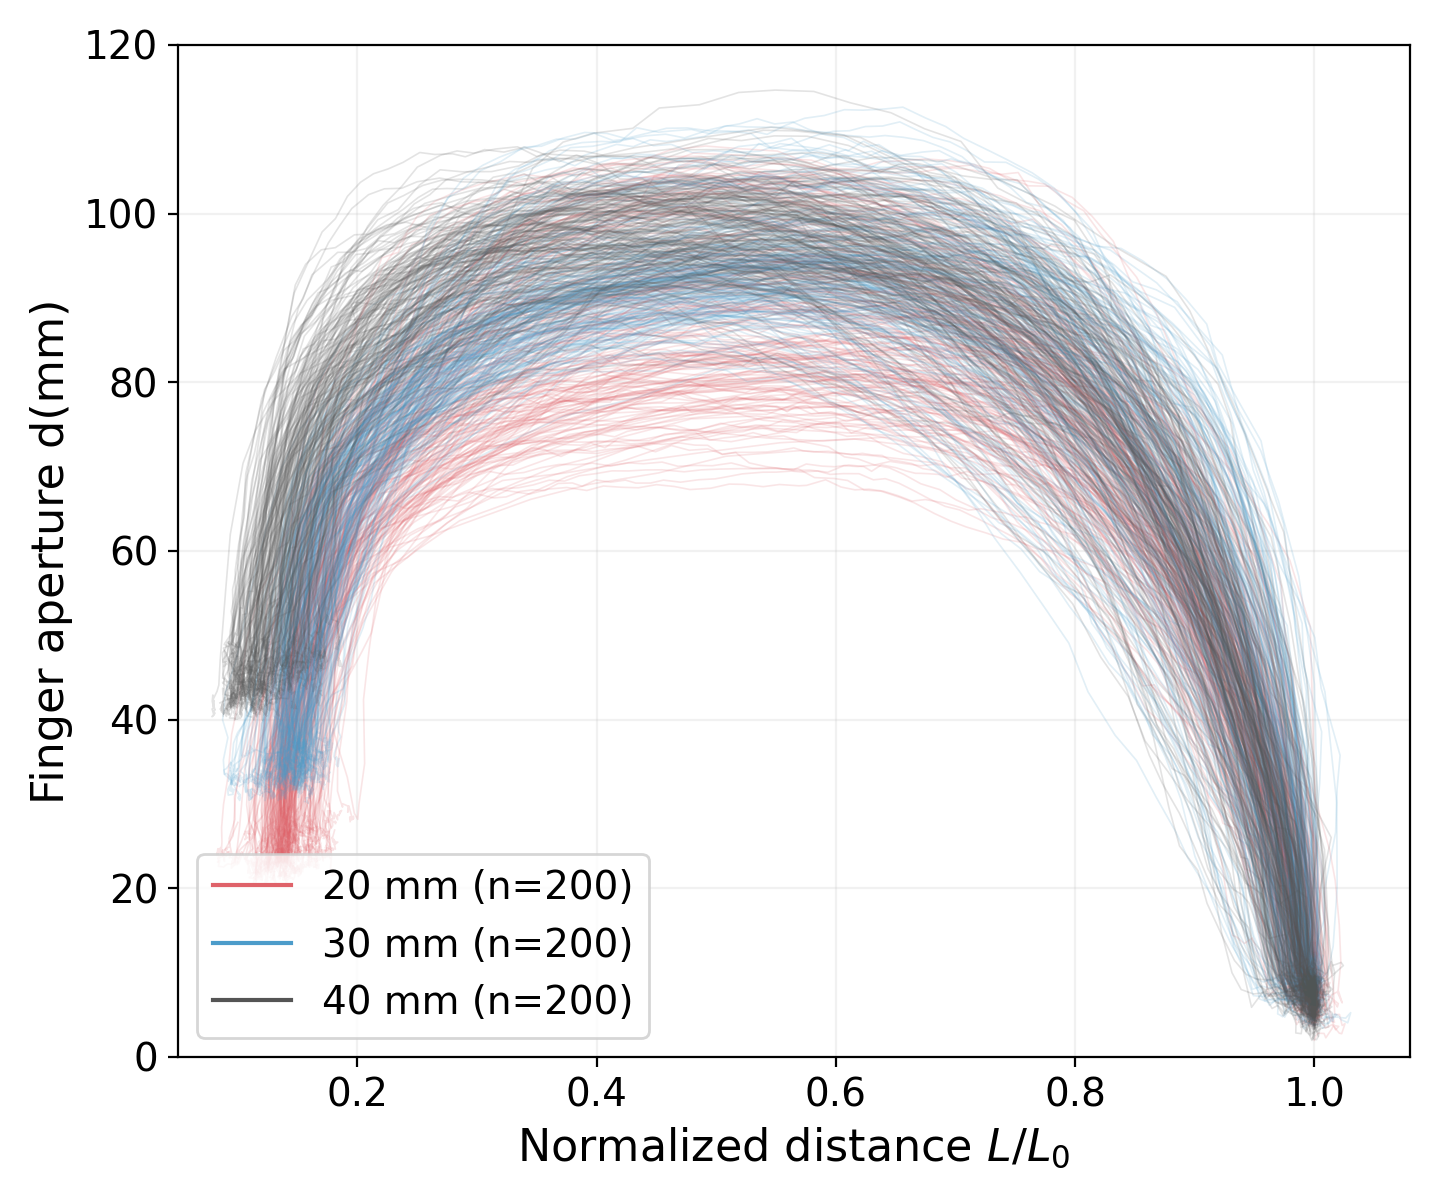 120
100
80
60
40
20
0
Finger aperture d(mm)
20 mm (n=200)
30 mm (n=200)
40 mm (n=200)
0.2 0.4 0.6 0.8 1.0
Normalized distance L/L₀